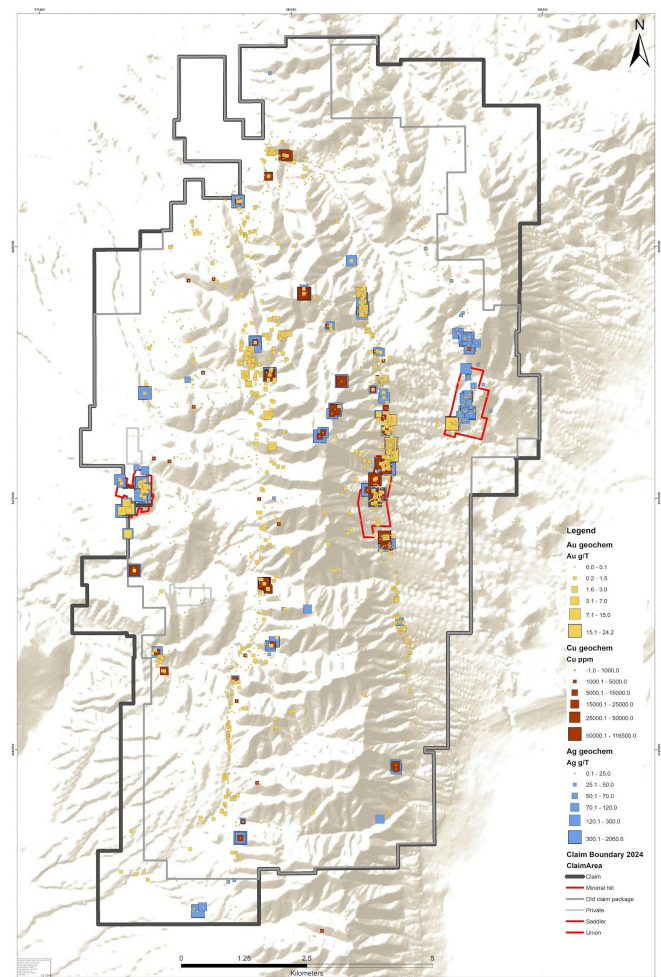 N
Legend
Au geochem
Au g/T
0.0 - 0.1
0.2 - 1.5
1.6 - 3.0
3.1 - 7.0
7.1 - 15.0
15.1 - 24.2
Cu geochem
Cu ppm
-1.0 - 1000.0
1000.1 - 5000.0
5000.1 - 15000.0
15000.1 - 25000.0
25000.1 - 50000.0
50000.1 - 116500.0
Ag geochem
Ag g/T
0.1 - 25.0
25.1 - 50.0
50.1 - 70.0
70.1 - 120.0
120.1 - 300.0
300.1 - 2060.6
Claim Boundary 2024
ClaimArea
Claim
Mineral hill
Old claim package
Private
Saddler
Union
0 1.25 2.5 5
Kilometers